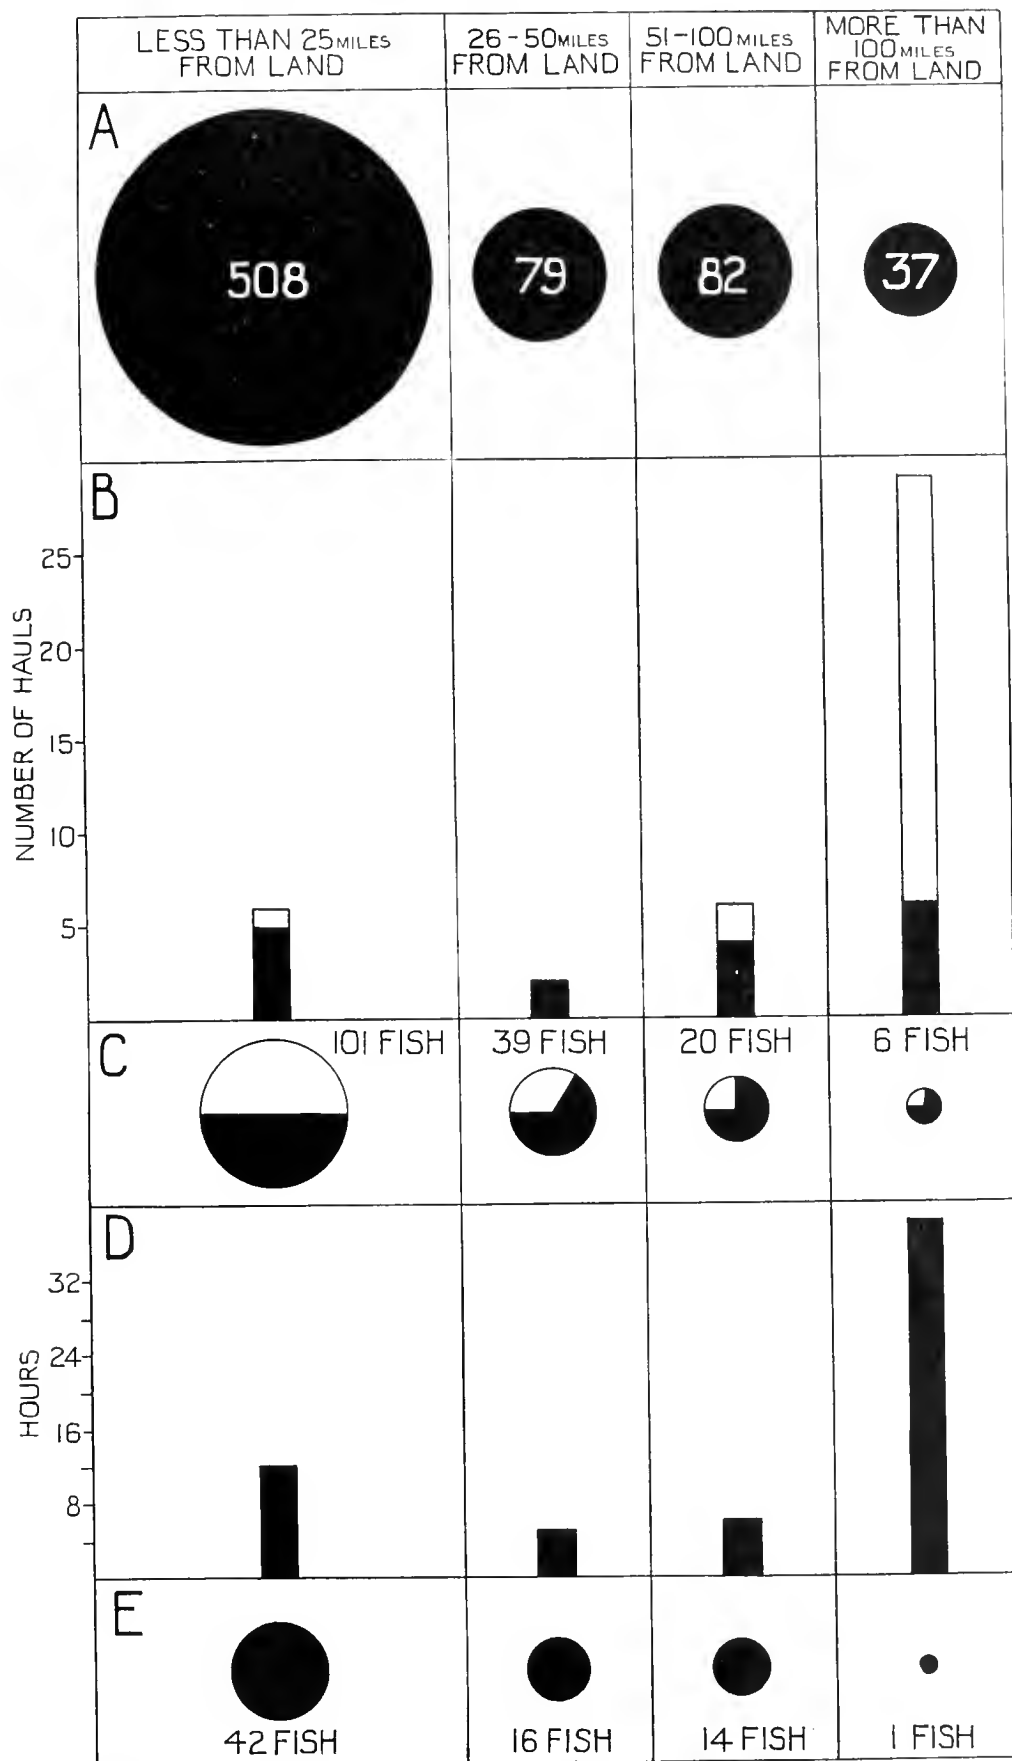 LESS THAN 25 MILES
FROM LAND
26-50 MILES
FROM LAND
51-100 MILES
FROM LAND
MORE THAN
100 MILES
FROM LAND
A
508
79
82
37
B
NUMBER OF HAULS
25
20
15
10
5
C
101 FISH
39 FISH
20 FISH
6 FISH
D
HOURS
32
24
16
8
E
42 FISH
16 FISH
14 FISH
1 FISH